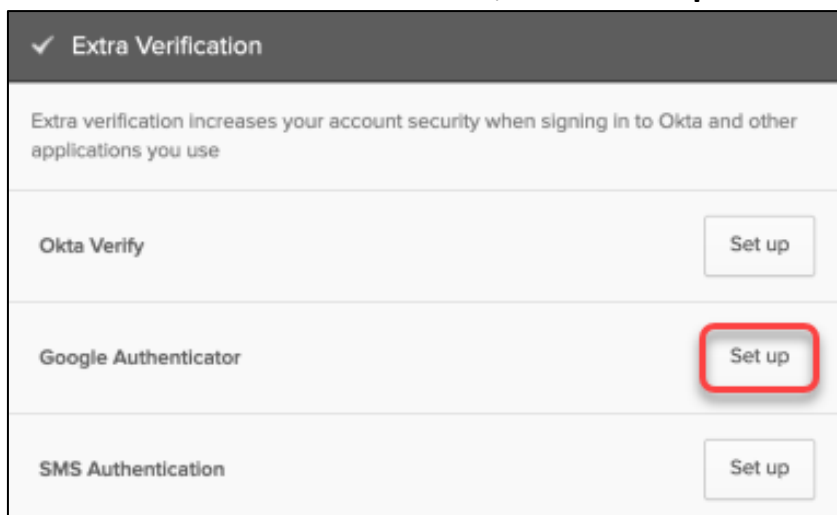 Extra Verification
Extra verification increases your account security when signing in to Okta and other
applications you use
Okta Verify
Set up
Google Authenticator
Set up
SMS Authentication
Set up